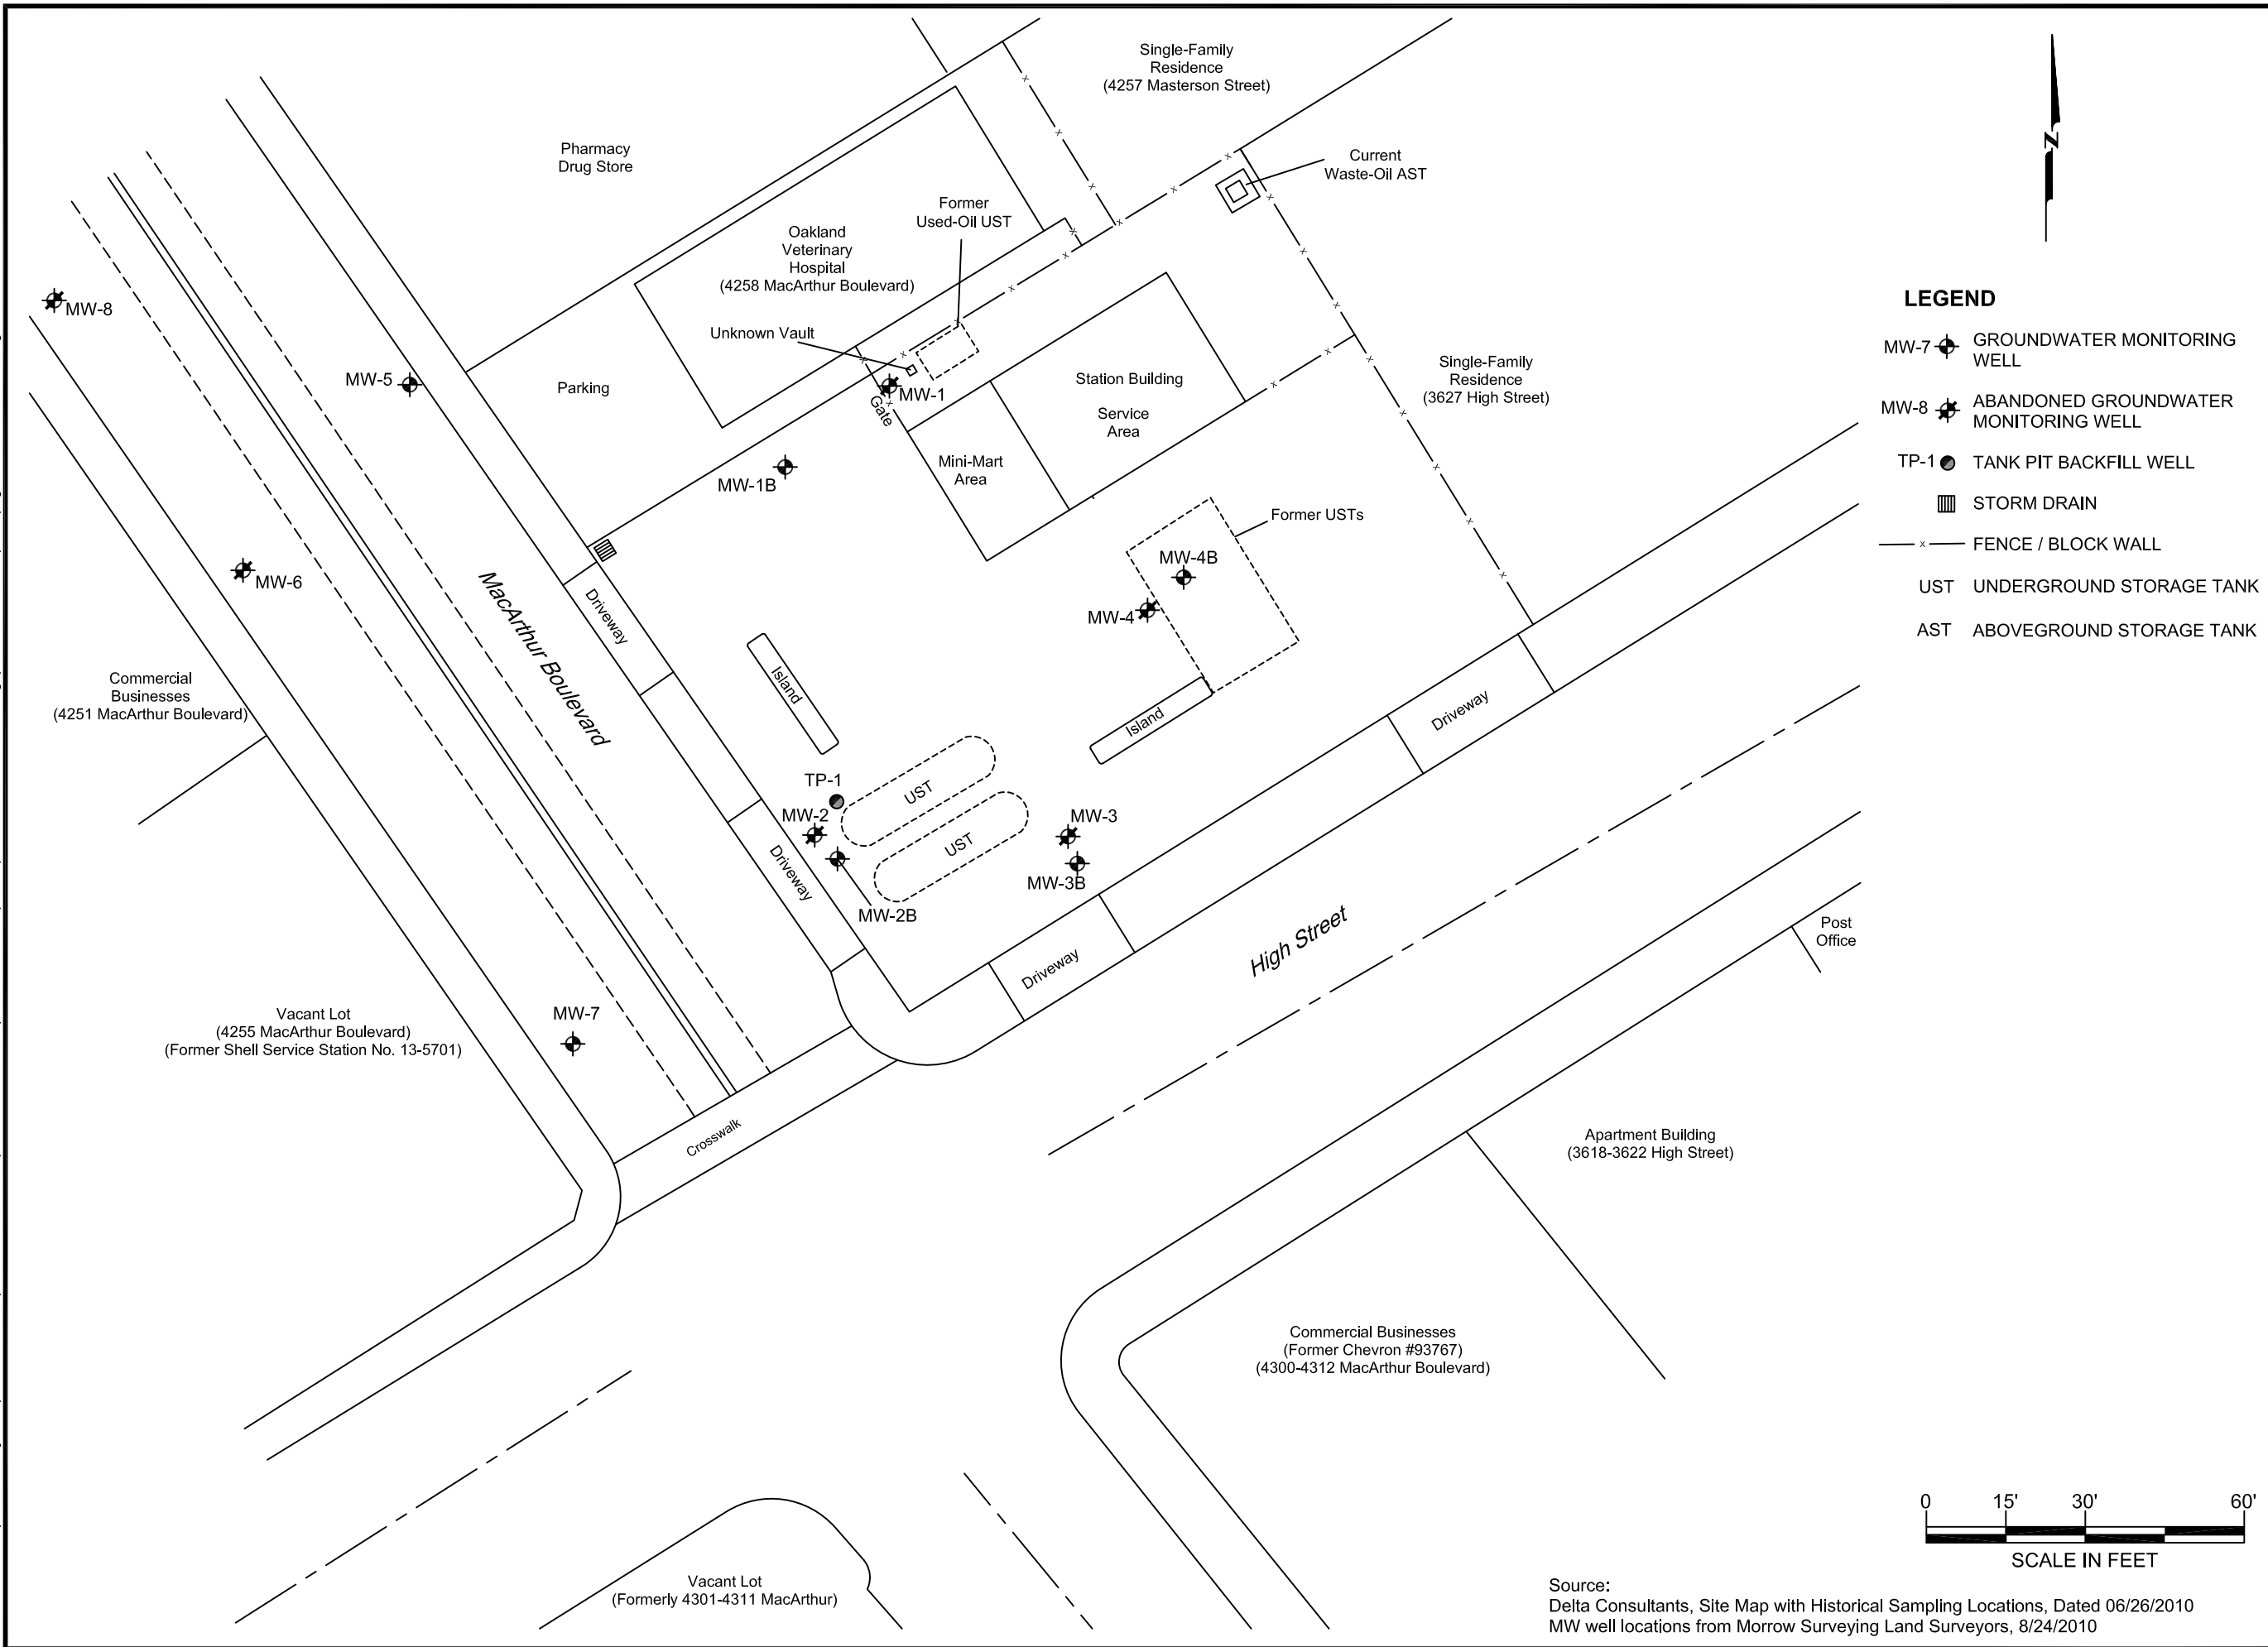 Single-Family
Residence
(4257 Masterson Street)
Pharmacy
Drug Store
Current
Waste-Oil AST
Former
Used-Oil UST
Oakland
Veterinary
Hospital
(4258 MacArthur Boulevard)
Unknown Vault
MW-8
MW-5
Parking
MW-1
Gate
Station Building
Service
Area
Single-Family
Residence
(3627 High Street)
Mini-Mart
Area
MW-1B
Former USTs
MW-4B
MW-4
MW-6
MacArthur Boulevard
Driveway
Island
Island
Driveway
Commercial
Businesses
(4251 MacArthur Boulevard)
TP-1
UST
MW-2
UST
MW-3
Driveway
MW-3B
MW-2B
Driveway
High Street
Post
Office
Vacant Lot
(4255 MacArthur Boulevard)
(Former Shell Service Station No. 13-5701)
MW-7
Crosswalk
Apartment Building
(3618-3622 High Street)
Commercial Businesses
(Former Chevron #93767)
(4300-4312 MacArthur Boulevard)
Vacant Lot
(Formerly 4301-4311 MacArthur)
N
LEGEND
MW-7 GROUNDWATER MONITORING
WELL
MW-8 ABANDONED GROUNDWATER
MONITORING WELL
TP-1 TANK PIT BACKFILL WELL
STORM DRAIN
x FENCE / BLOCK WALL
UST UNDERGROUND STORAGE TANK
AST ABOVEGROUND STORAGE TANK
0 15' 30' 60'
SCALE IN FEET
Source:
Delta Consultants, Site Map with Historical Sampling Locations, Dated 06/26/2010
MW well locations from Morrow Surveying Land Surveyors, 8/24/2010